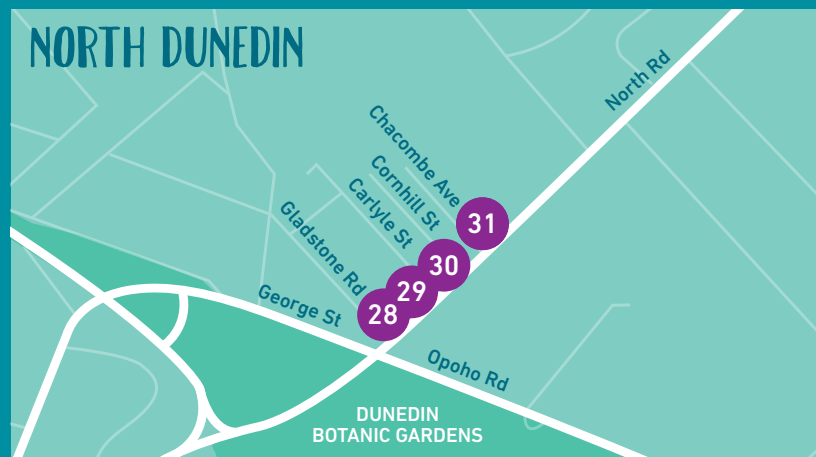 NORTH DUNEDIN
North Rd
Chacombe Ave
Cornhill St
Carlyle St
Gladstone Rd
31
30
29
28
George St
Opoho Rd
DUNEDIN
BOTANIC GARDENS